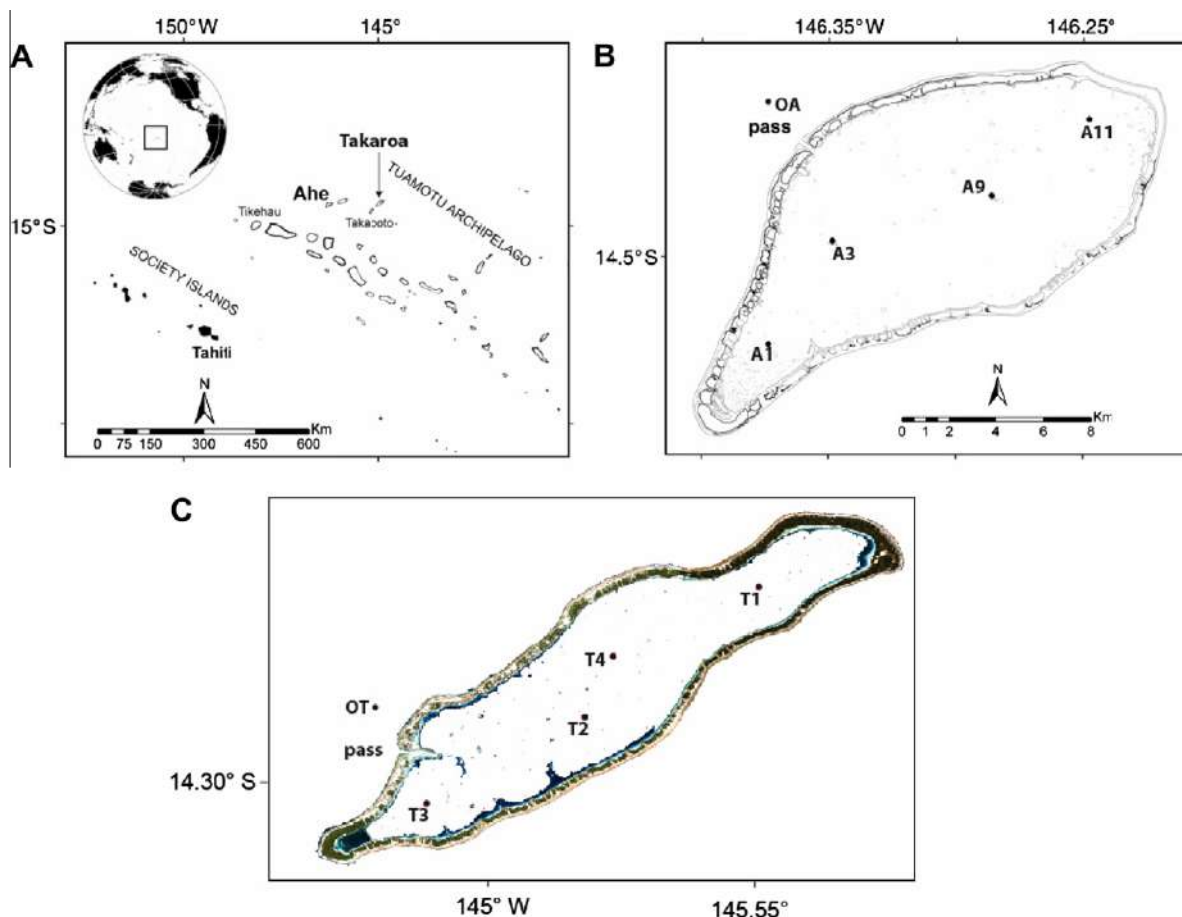 150°W 145°
A
15°S
Takaroa
Ahe
TUAMOTU ARCHIPELAGO
Tikehau
Takapoto
SOCIETY ISLANDS
Tahiti
N
Km
0 75 150 300 450 600
146.35°W 146.25°
B
14.5°S
OA
pass
A11
A9
A3
A1
N
Km
0 1 2 4 6 8
C
14.30° S
T1
T4
OT
T2
pass
T3
145° W 145.55°